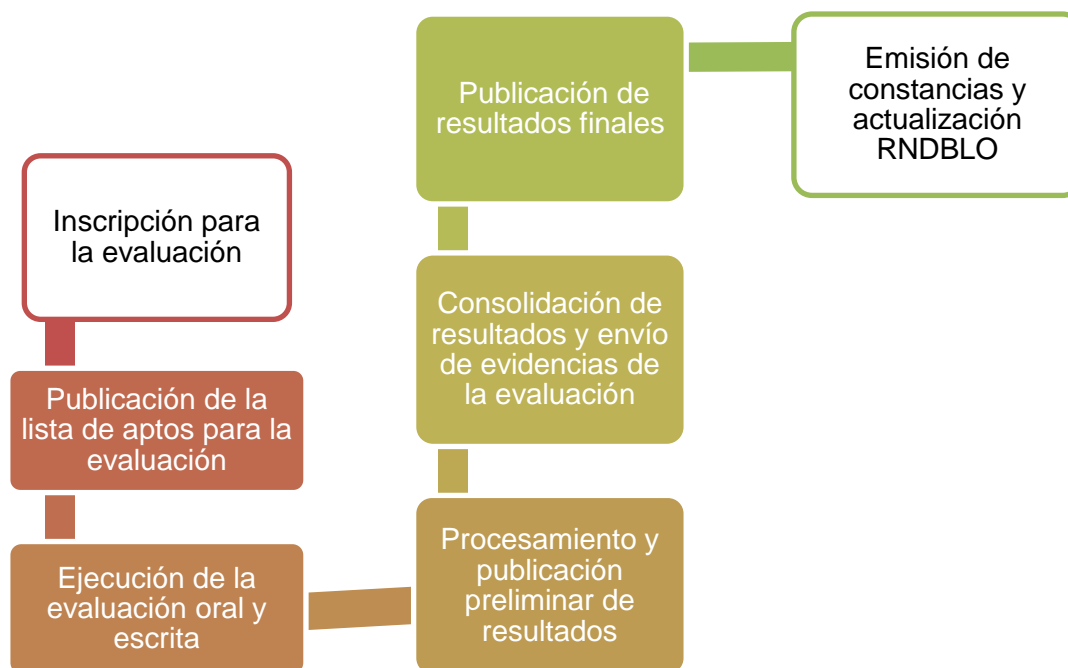 Inscripción para
la evaluación
Publicación de la
lista de aptos para la
evaluación
Ejecución de la
evaluación oral y
escrita
Procesamiento y
publicación
preliminar de
resultados
Consolidación de
resultados y envío
de evidencias de
la evaluación
Publicación de
resultados finales
Emisión de
constancias y
actualización
RNDBLO